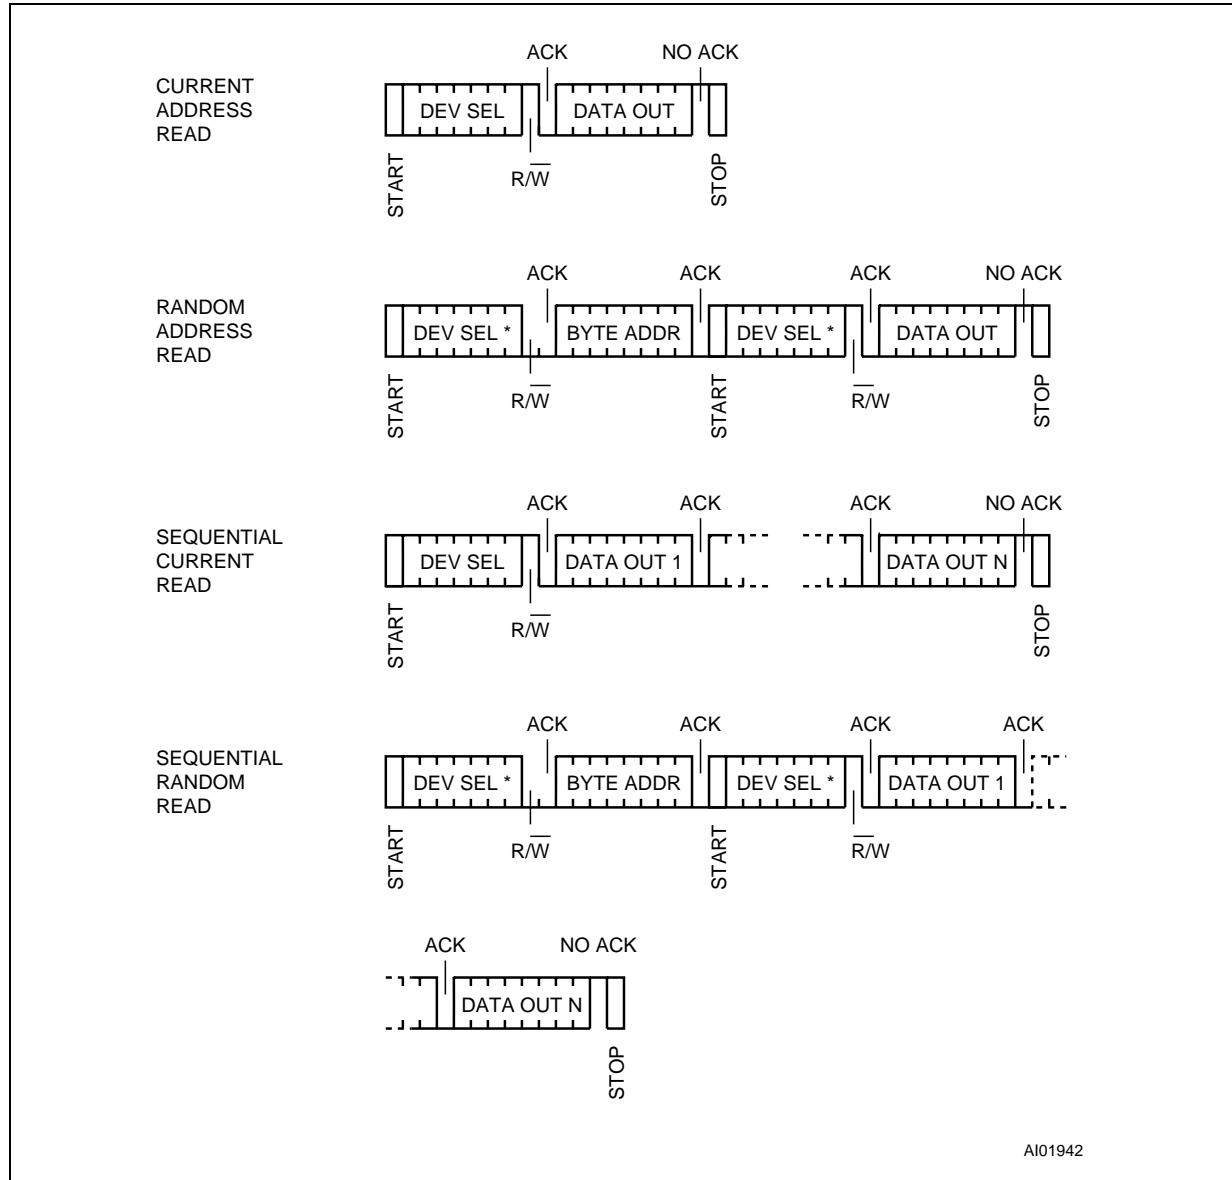 ACK NO ACK
CURRENT
ADDRESS
READ
DEV SEL DATA OUT
R/W̅
START STOP
ACK ACK ACK NO ACK
RANDOM
ADDRESS
READ
DEV SEL * BYTE ADDR DEV SEL * DATA OUT
R/W̅ R̅/W
START START STOP
ACK ACK ACK NO ACK
SEQUENTIAL
CURRENT
READ
DEV SEL DATA OUT 1 DATA OUT N
R/W̅
START STOP
ACK ACK ACK ACK
SEQUENTIAL
RANDOM
READ
DEV SEL * BYTE ADDR DEV SEL * DATA OUT 1
R/W̅ R̅/W
START START
ACK NO ACK
DATA OUT N
STOP
AI01942